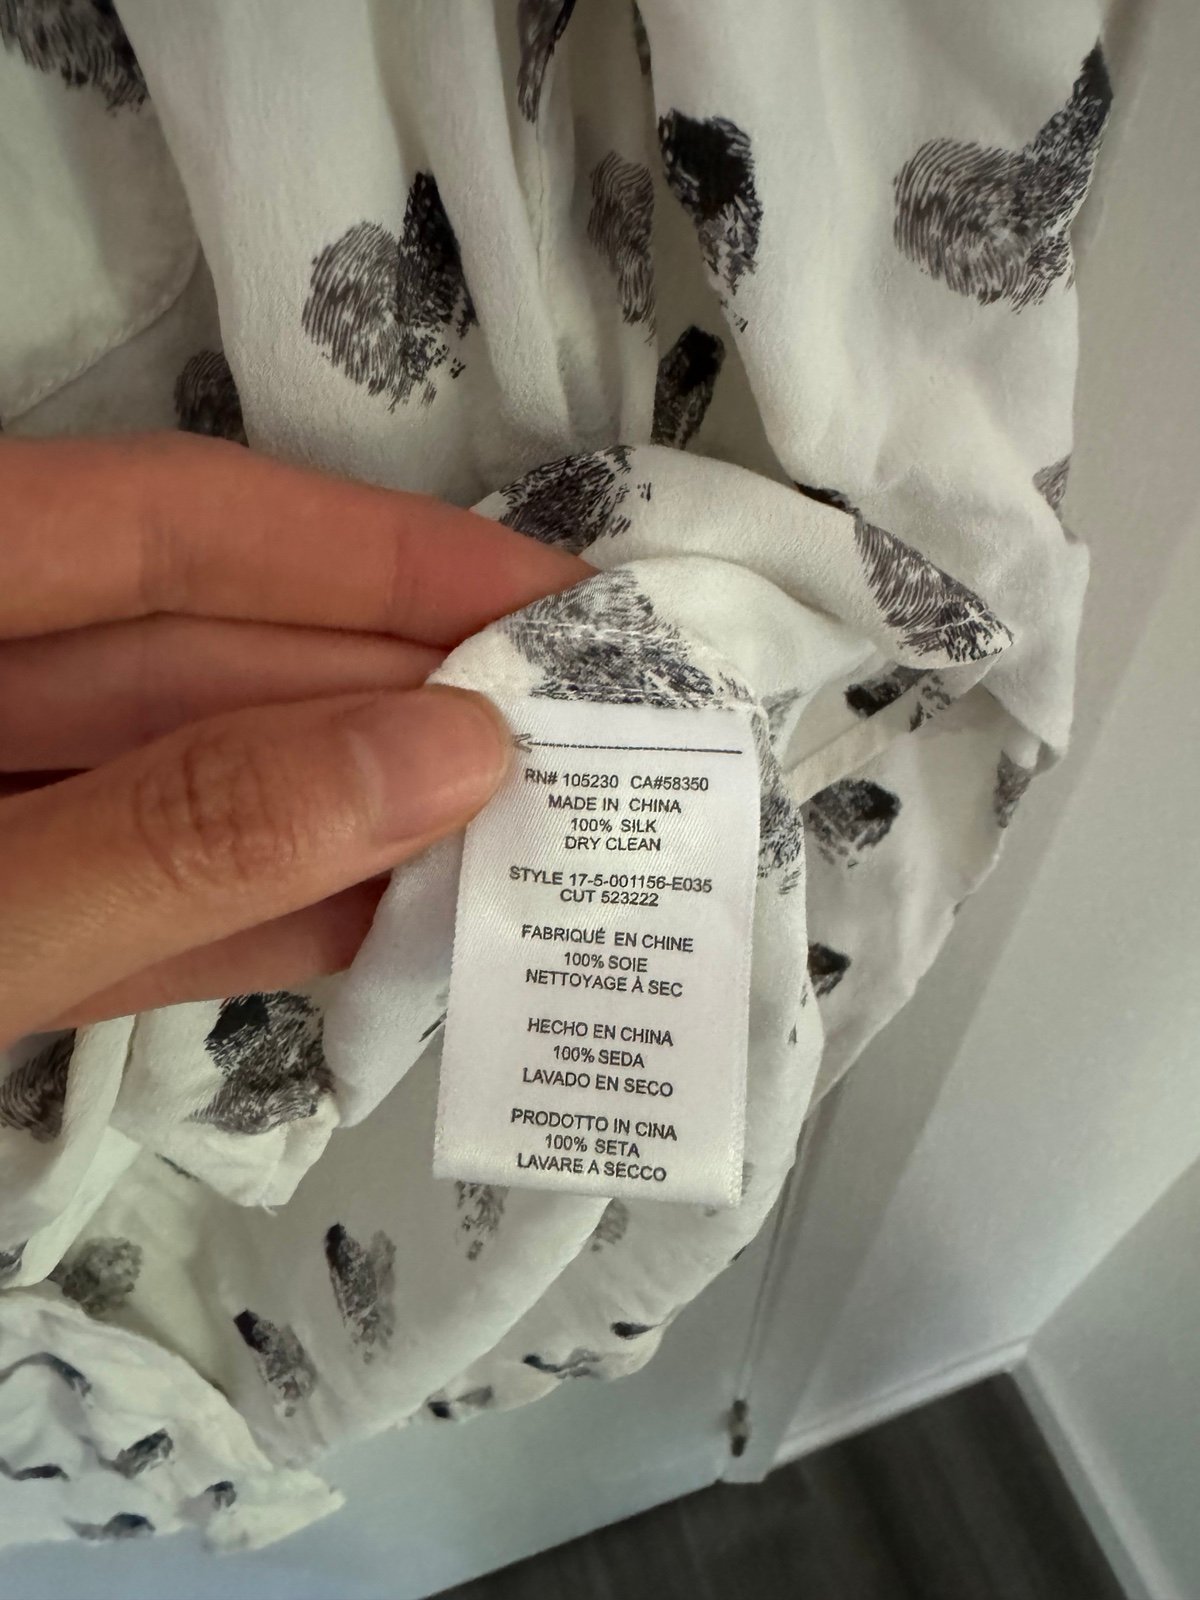 RN# 105230 CA#58350
MADE IN CHINA
100% SILK
DRY CLEAN
STYLE 17-5-001156-E035
CUT 523222
FABRIQUÉ EN CHINE
100% SOIE
NETTOYAGE À SEC
HECHO EN CHINA
100% SEDA
LAVADO EN SECO
PRODOTTO IN CINA
100% SETA
LAVARE A SECCO